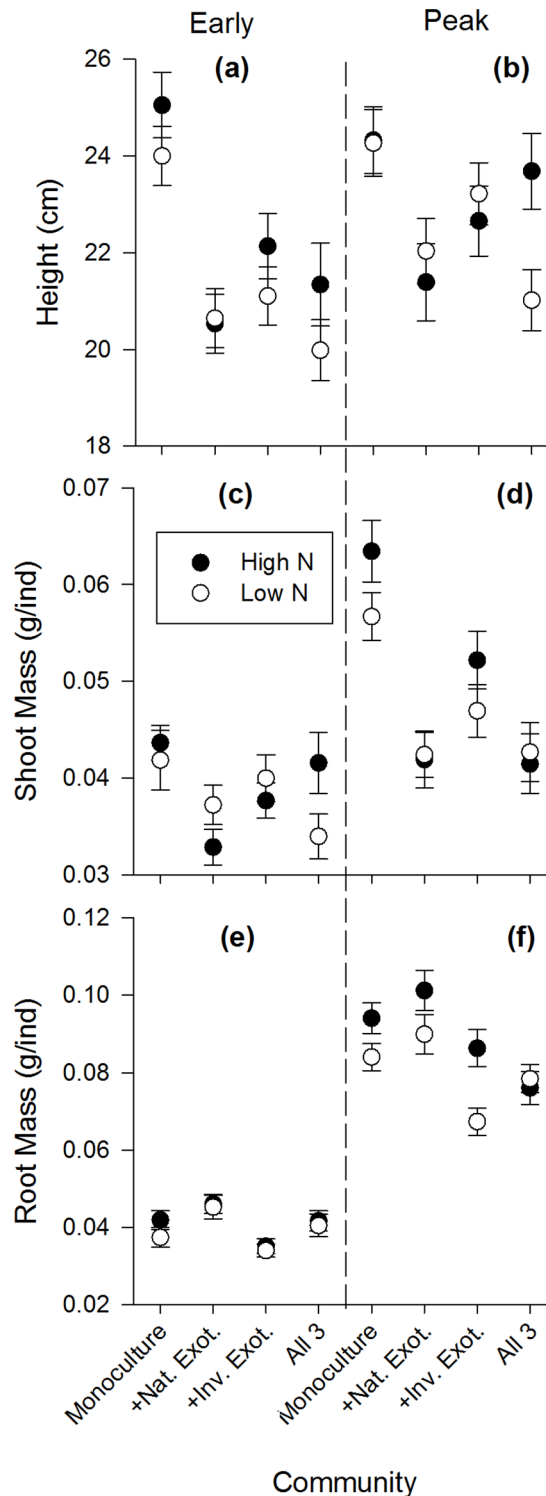 Early Peak
(a) (b)
Height (cm)
26
24
22
20
18
(c) (d)
Shoot Mass (g/ind)
0.07
0.06
0.05
0.04
0.03
High N
Low N
(e) (f)
Root Mass (g/ind)
0.12
0.10
0.08
0.06
0.04
0.02
Monoculture
+Nat. Exot.
+Inv. Exot.
All 3
Monoculture
+Nat. Exot.
+Inv. Exot.
All 3
Community